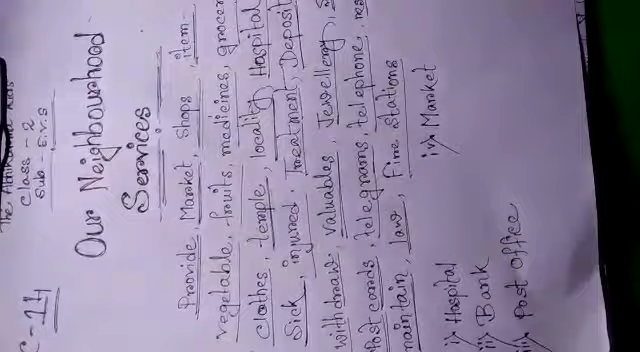 Class - 2
Sub - E.V.S
C - 14
Our Neighbourhood
Services
Provide, Market, shops, item
Vegetable, fruits, medicines, grocer
Clothes, temple, locality, Hospital
Sick, injured, Treatment, Deposit
withdraw, valuables, Jewellery,
Post cards, telegrams, telephone,
maintain, law, Fire stations
i) Hospital
iv) Market
ii) Bank
iii) Post Office